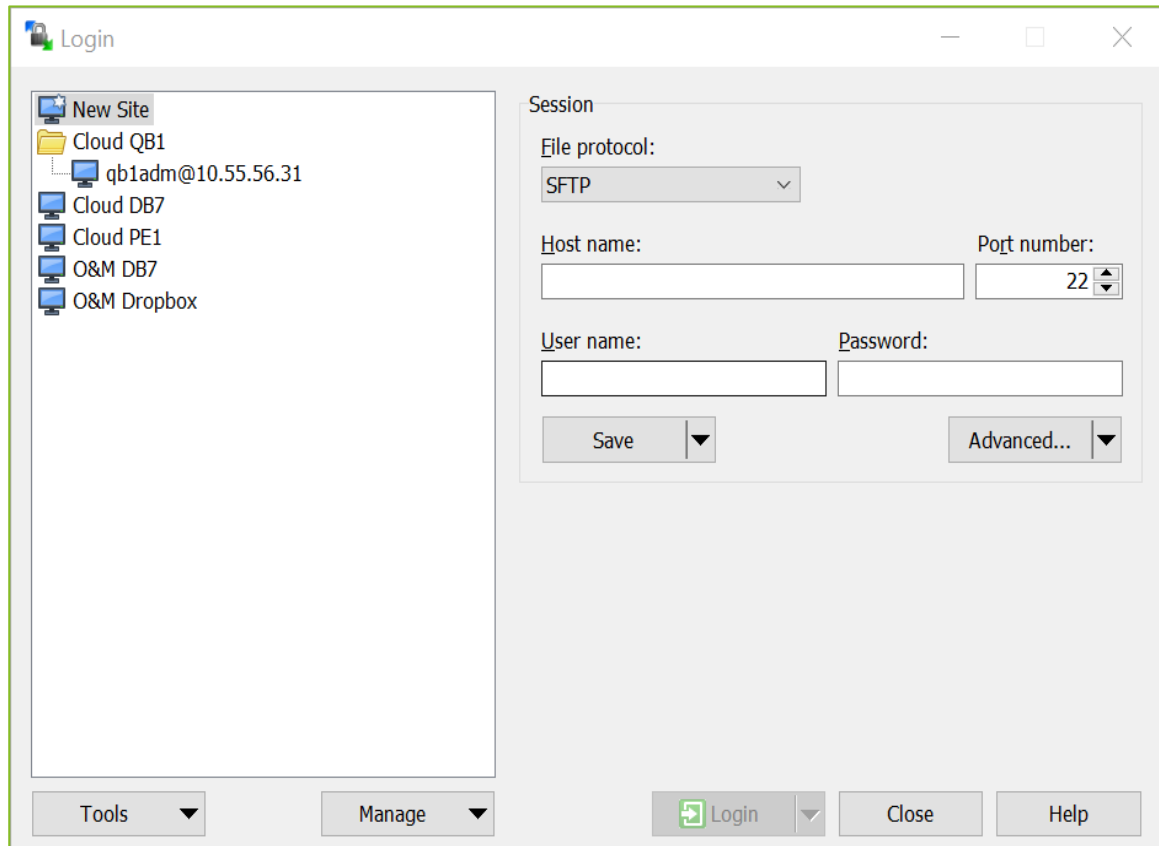 Login
New Site
Cloud QB1
qb1adm@10.55.56.31
Cloud DB7
Cloud PE1
O&M DB7
O&M Dropbox
Session
File protocol:
SFTP
Host name: Port number:
22
User name: Password:
Save Advanced...
Tools Manage Login Close Help